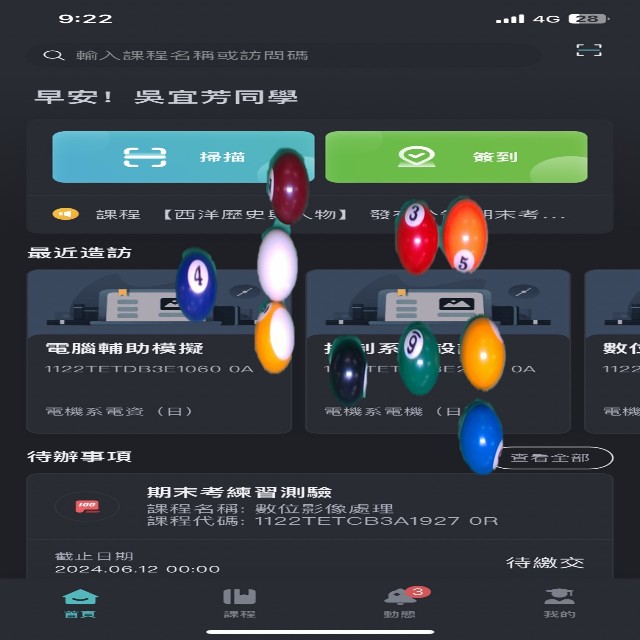 9:22
4G 28
輸入課程名稱或訪問碼
早安! 吳宜芳同學
掃描
簽到
課程 【西洋歷史 人物】 發 期末考...
最近造訪
4
3
5
9
電腦輔助模擬
1122TETDB3E1060 0A
電機系電資 (日)
制系 設
1122TET 0A
電機系電機 (日
數位
1122
電機
待辦事項
查看全部
100
期末考練習測驗
課程名稱: 數位影像處理
課程代碼: 1122TETCB3A1927 0R
截止日期
2024.06.12 00:00
待繳交
首頁
課程
3
動態
我的